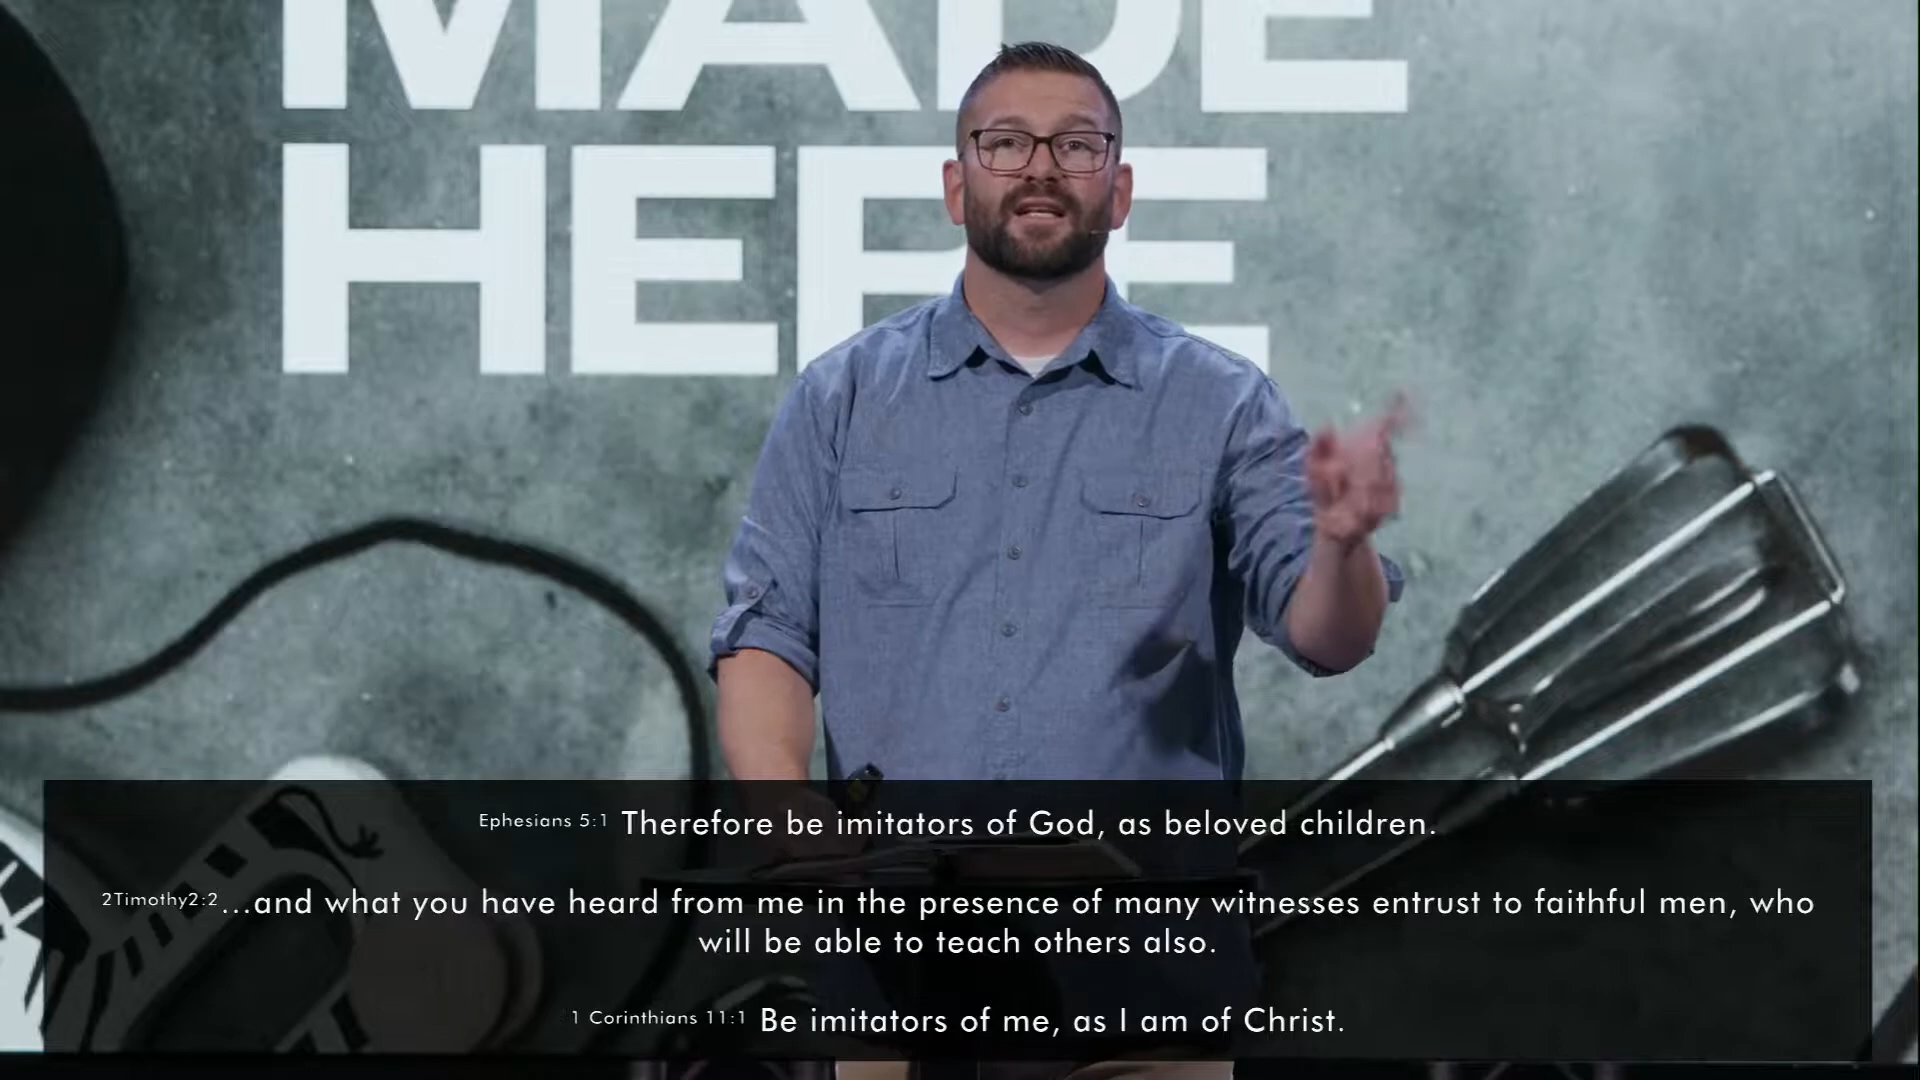 MADE
HERE
Ephesians 5:1 Therefore be imitators of God, as beloved children.
2Timothy2:2...and what you have heard from me in the presence of many witnesses entrust to faithful men, who
will be able to teach others also.
1 Corinthians 11:1 Be imitators of me, as I am of Christ.